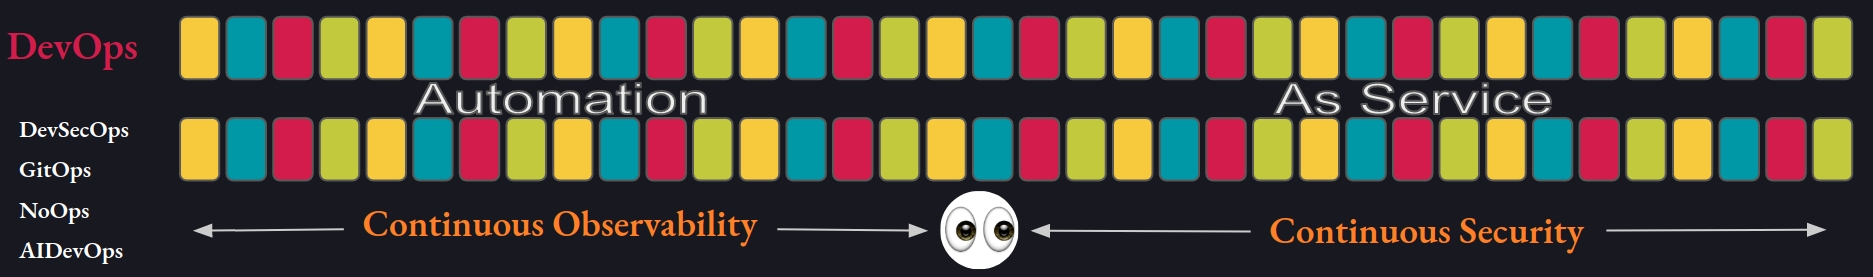 DevOps
Automation As Service
DevSecOps
GitOps
NoOps
AIDevOps
Continuous Observability
Continuous Security